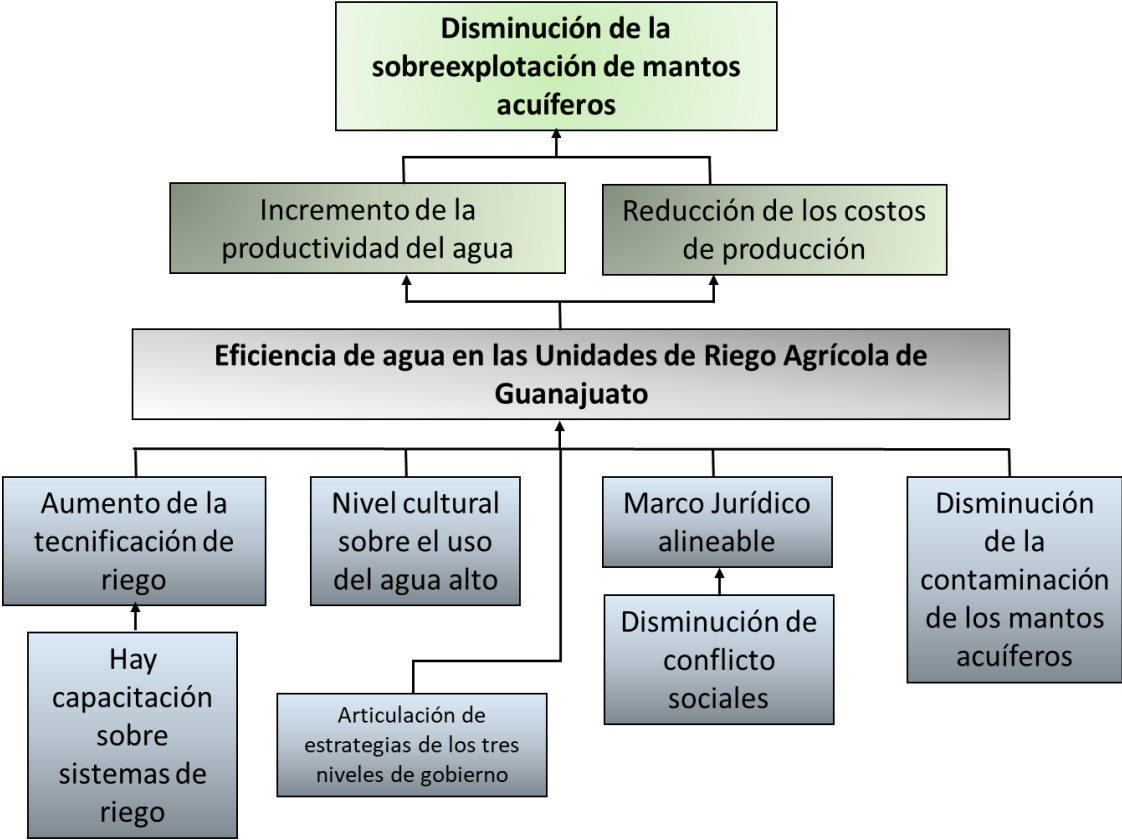 Disminución de la
sobreexplotación de mantos
acuíferos
Incremento de la
productividad del agua
Reducción de los costos
de producción
Eficiencia de agua en las Unidades de Riego Agrícola de
Guanajuato
Aumento de la
tecnificación de
riego
Nivel cultural
sobre el uso
del agua alto
Marco Jurídico
alineable
Disminución
de la
contaminación
de los mantos
acuíferos
Hay
capacitación
sobre
sistemas de
riego
Articulación de
estrategias de los tres
niveles de gobierno
Disminución de
conflicto
sociales